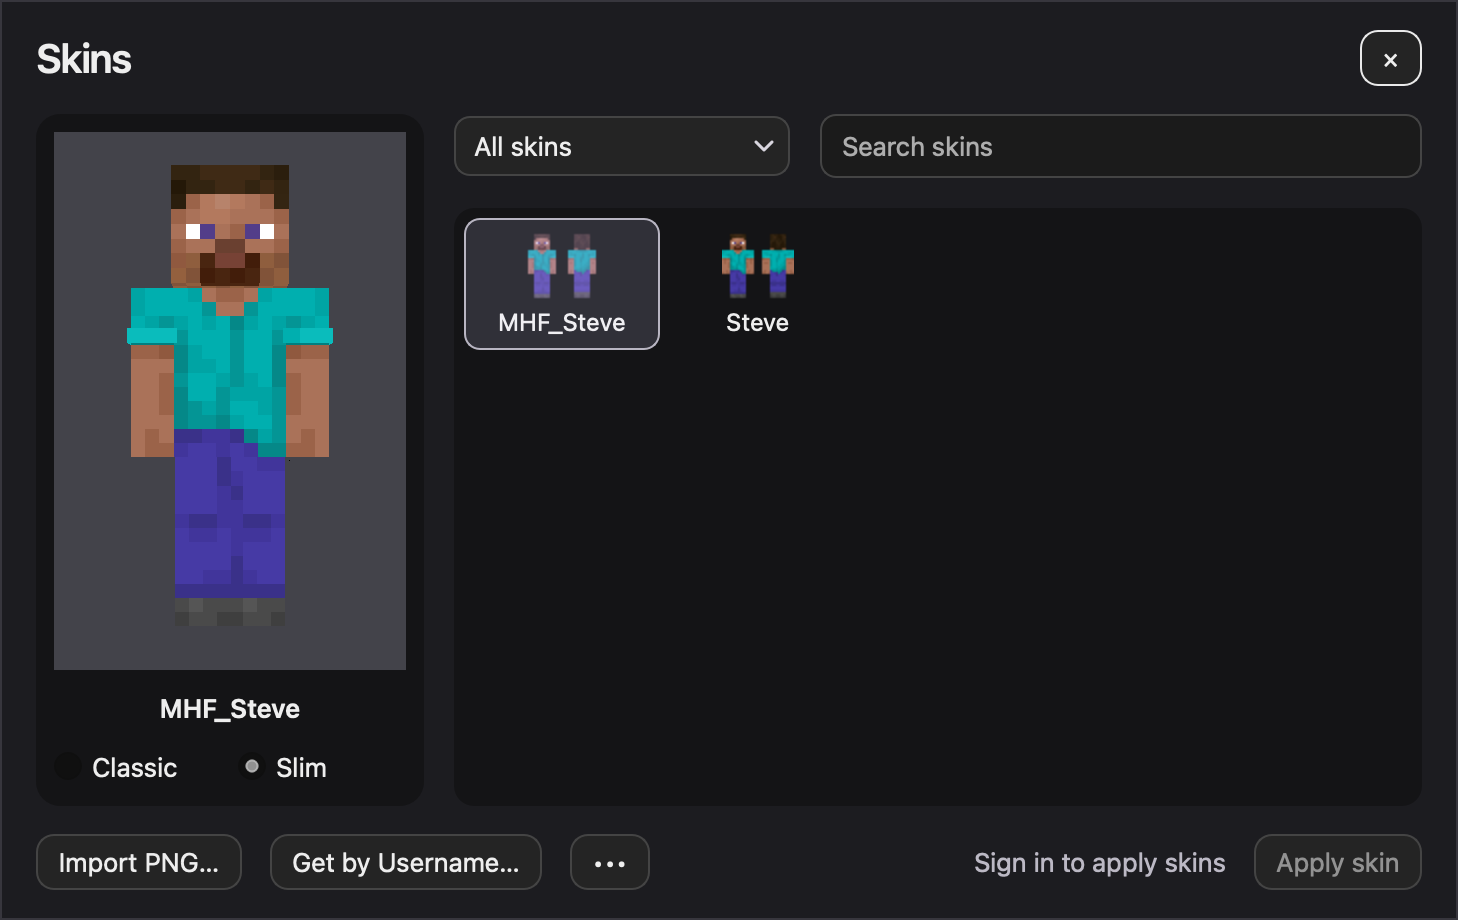 Skins
×
All skins
Search skins
MHF_Steve
Steve
MHF_Steve
Classic
Slim
Import PNG...
Get by Username...
...
Sign in to apply skins
Apply skin